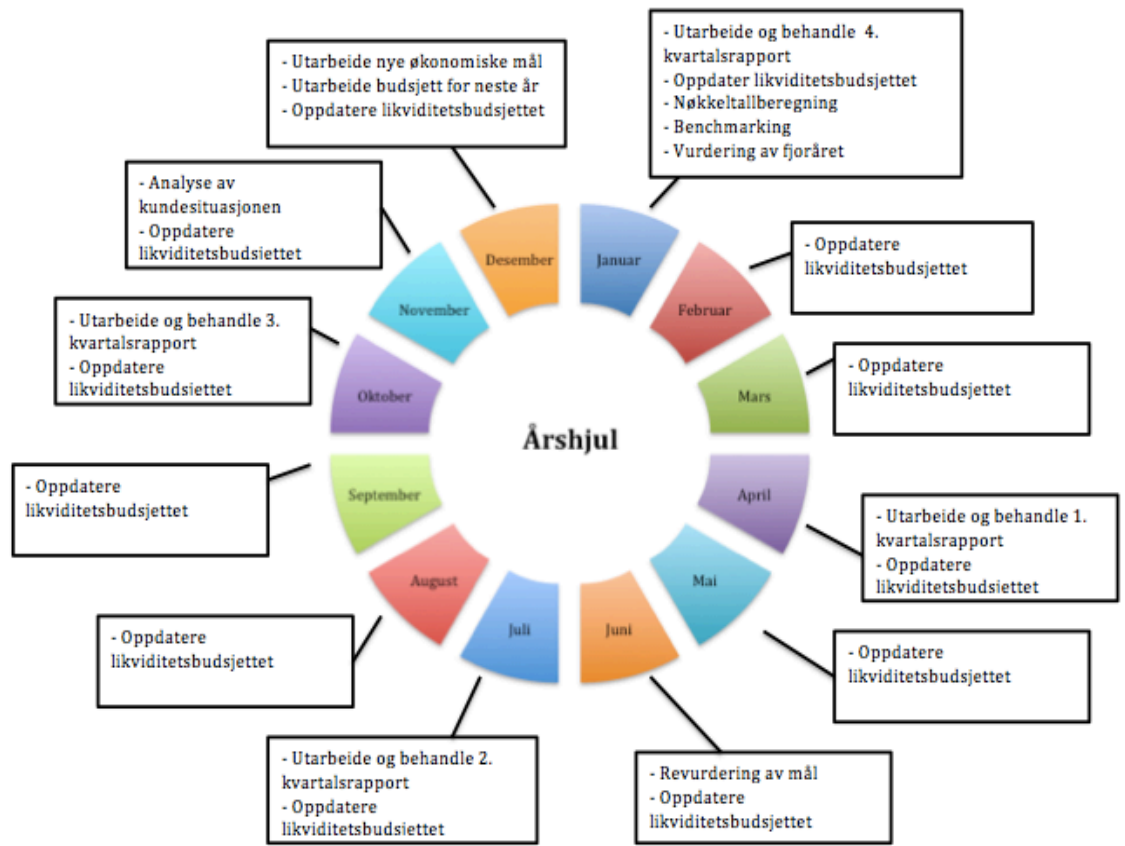 - Utarbeide og behandle 4.
kvartalsrapport
- Oppdater likviditetsbudsjettet
- Nøkkeltallberegning
- Benchmarking
- Vurdering av fjoråret
- Utarbeide nye økonomiske mål
- Utarbeide budsjett for neste år
- Oppdatere likviditetsbudsjettet
- Analyse av
kundesituasjonen
- Oppdatere
likviditetsbudsjettet
- Oppdatere
likviditetsbudsjettet
Desember
Januar
November
Februar
- Utarbeide og behandle 3.
kvartalsrapport
- Oppdatere
likviditetsbudsjettet
- Oppdatere
likviditetsbudsjettet
Oktober
Mars
Årshjul
- Oppdatere
likviditetsbudsjettet
September
April
- Utarbeide og behandle 1.
kvartalsrapport
- Oppdatere
likviditetsbudsjettet
August
Mai
Juli
Juni
- Oppdatere
likviditetsbudsjettet
- Oppdatere
likviditetsbudsjettet
- Utarbeide og behandle 2.
kvartalsrapport
- Oppdatere
likviditetsbudsjettet
- Revurdering av mål
- Oppdatere
likviditetsbudsjettet